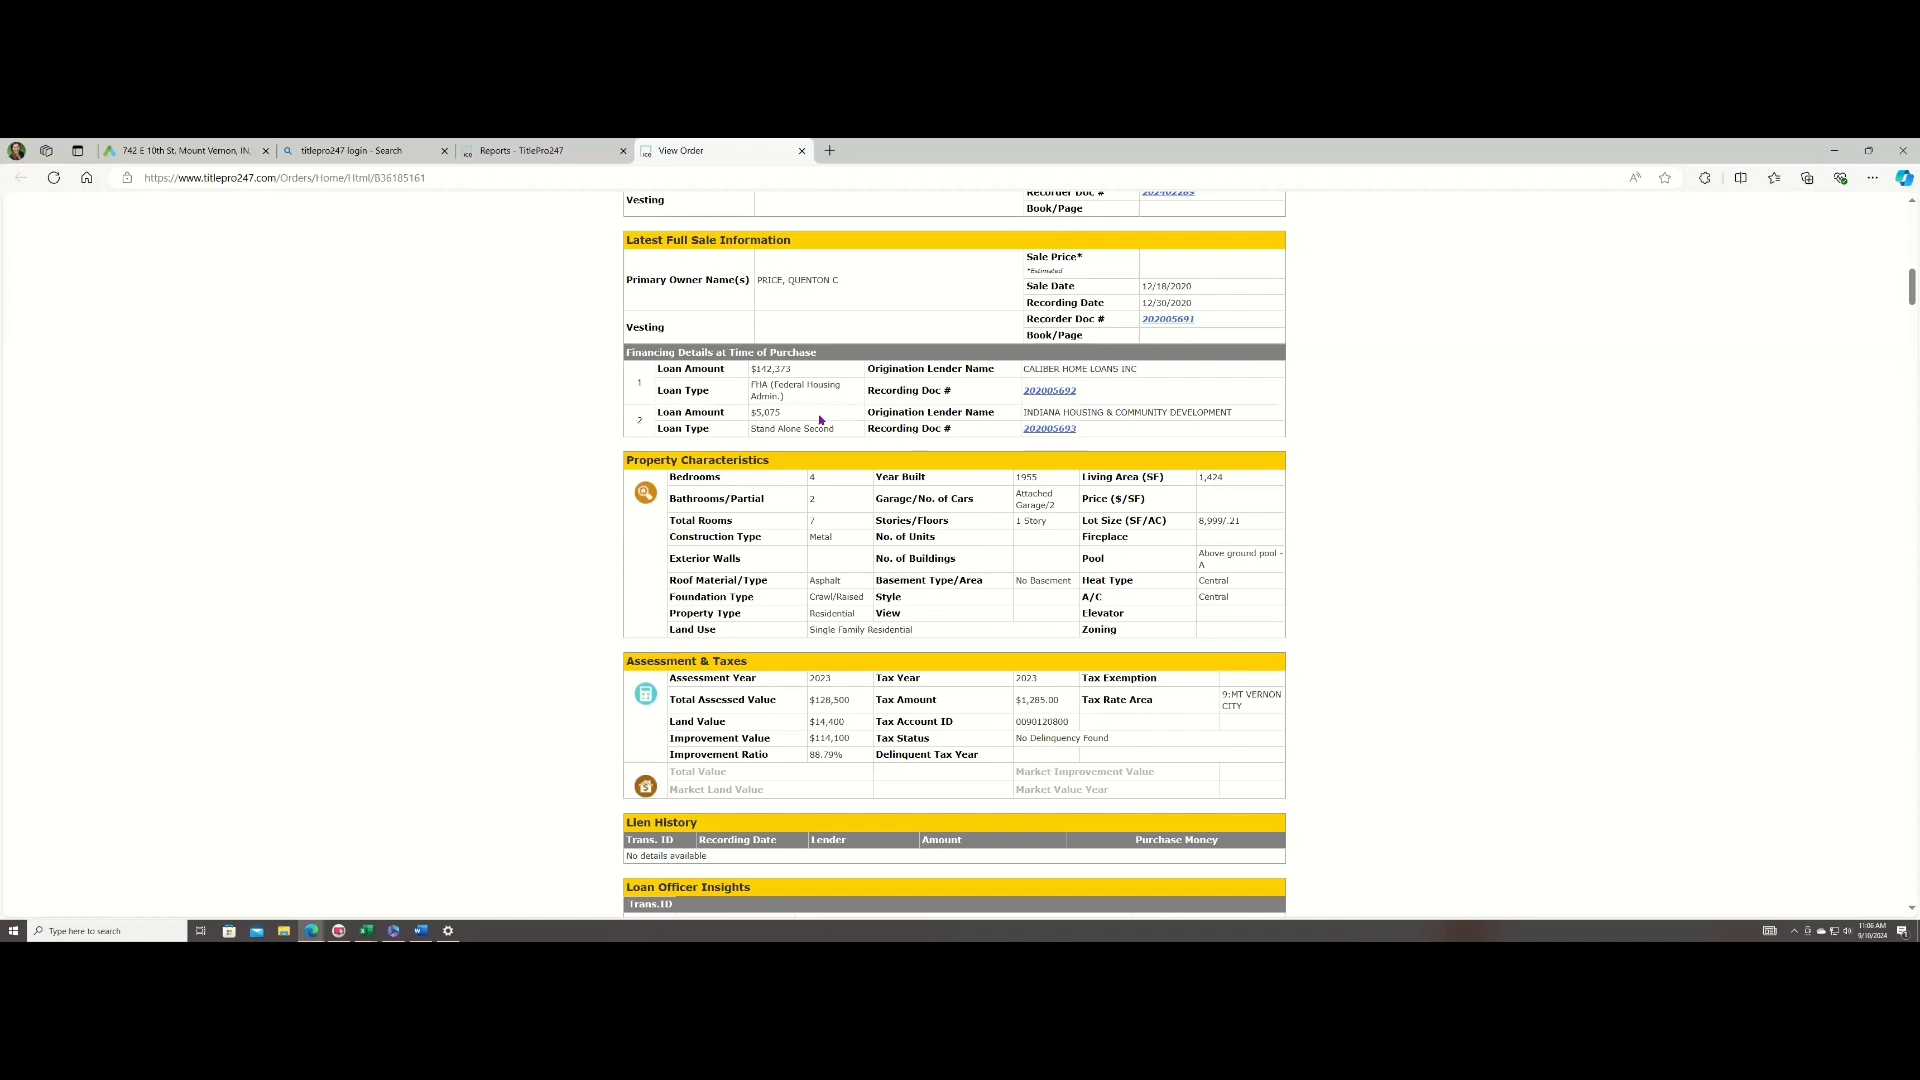 742 E 10th St. Mount Vernon, IN.
titlepro247 login - Search
Reports - TitlePro247
View Order
https://www.titlepro247.com/Orders/Home/Html/B36185161
Recorder Doc # 202402289
Vesting
Book/Page
Latest Full Sale Information
Sale Price*
*Estimated
Primary Owner Name(s) PRICE, QUENTON C
Sale Date 12/18/2020
Recording Date 12/30/2020
Recorder Doc # 202005691
Vesting
Book/Page
Financing Details at Time of Purchase
1 Loan Amount $142,373 Origination Lender Name CALIBER HOME LOANS INC
Loan Type FHA (Federal Housing Admin.) Recording Doc # 202005692
2 Loan Amount $5,075 Origination Lender Name INDIANA HOUSING & COMMUNITY DEVELOPMENT
Loan Type Stand Alone Second Recording Doc # 202005693
Property Characteristics
Bedrooms 4 Year Built 1955 Living Area (SF) 1,424
Bathrooms/Partial 2 Garage/No. of Cars Attached Garage/2 Price ($/SF)
Total Rooms 7 Stories/Floors 1 Story Lot Size (SF/AC) 8,999/.21
Construction Type Metal No. of Units Fireplace
Exterior Walls No. of Buildings Pool Above ground pool - A
Roof Material/Type Asphalt Basement Type/Area No Basement Heat Type Central
Foundation Type Crawl/Raised Style A/C Central
Property Type Residential View Elevator
Land Use Single Family Residential Zoning
Assessment & Taxes
Assessment Year 2023 Tax Year 2023 Tax Exemption
Total Assessed Value $128,500 Tax Amount $1,285.00 Tax Rate Area 9:MT VERNON CITY
Land Value $14,400 Tax Account ID 0090120800
Improvement Value $114,100 Tax Status No Delinquency Found
Improvement Ratio 88.79% Delinquent Tax Year
Total Value Market Improvement Value
Market Land Value Market Value Year
Lien History
Trans. ID Recording Date Lender Amount Purchase Money
No details available
Loan Officer Insights
Trans.ID
Type here to search
11:06 AM
9/10/2024